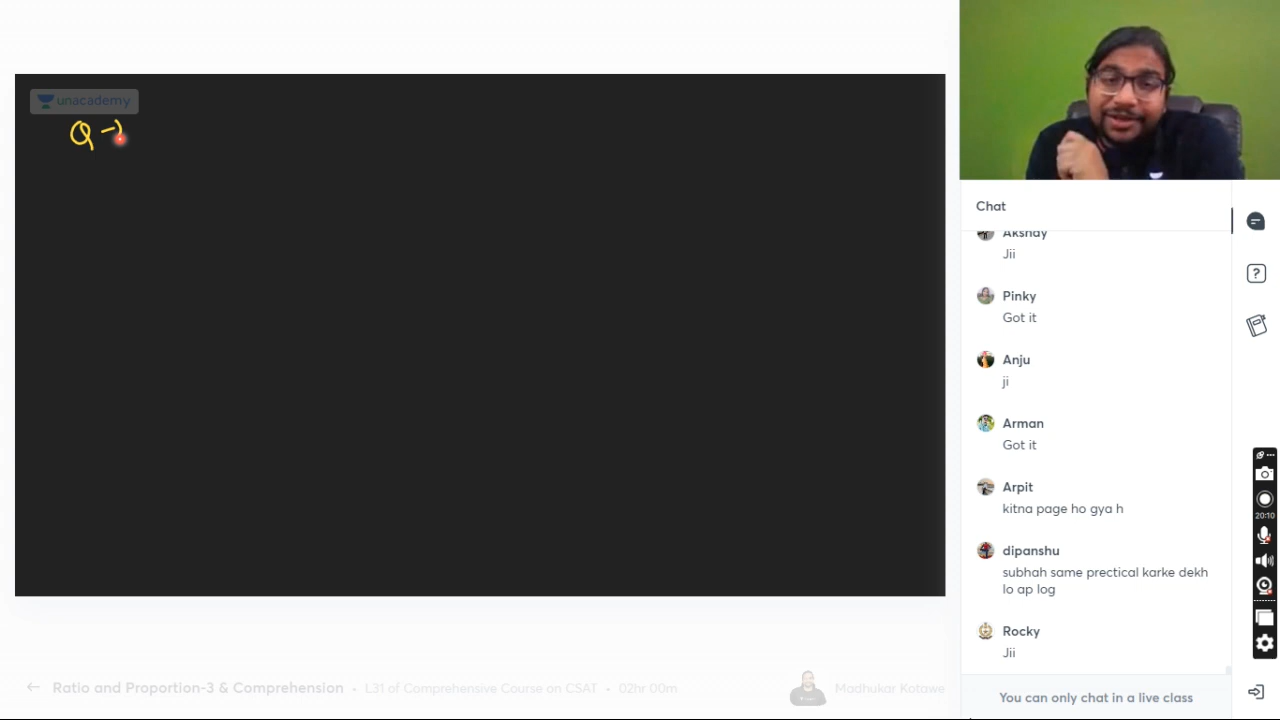 unacademy
Q →
Chat
Akshay
Jii
Pinky
Got it
Anju
ji
Arman
Got it
Arpit
kitna page ho gya h
dipanshu
subhah same prectical karke dekh
lo ap log
Rocky
Jii
You can only chat in a live class
20:10
← Ratio and Proportion-3 & Comprehension • L31 of Comprehensive Course on CSAT • 02hr 00m
Madhukar Kotawe